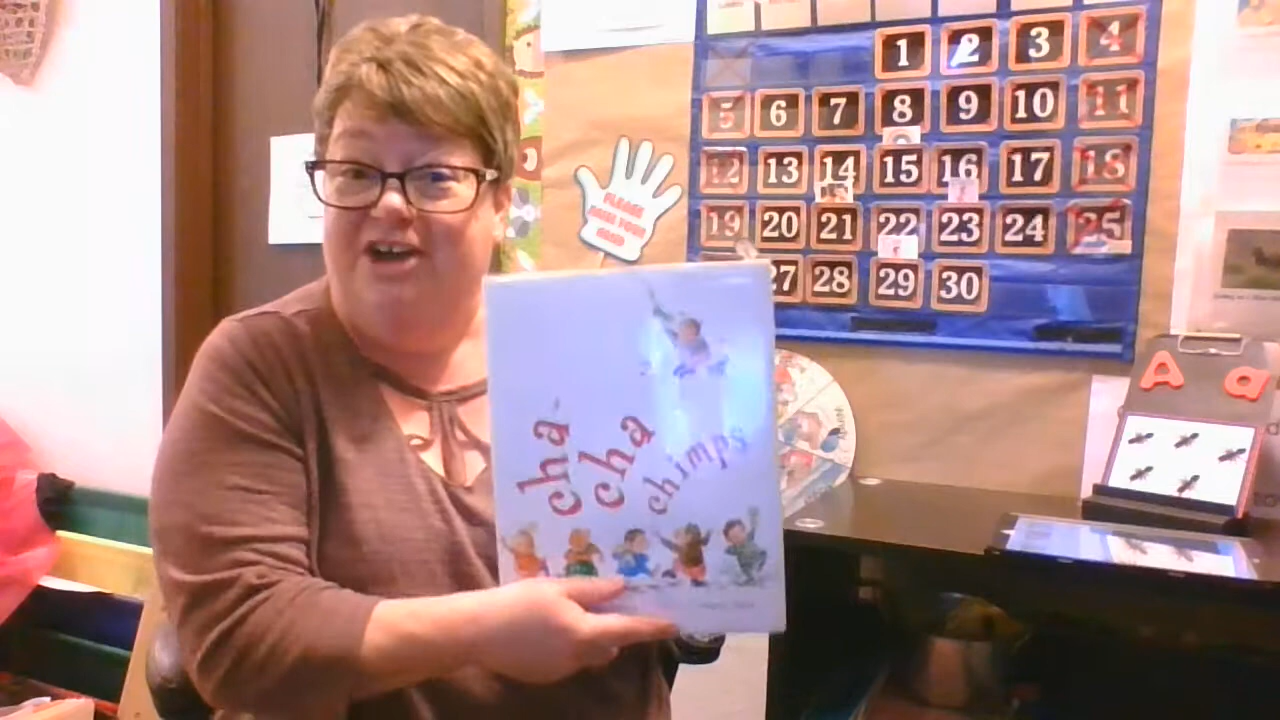 1 2 3 4
5 6 7 8 9 10 11
12 13 14 15 16 17 18
19 20 21 22 23 24 25
27 28 29 30
PLEASE
RAISE YOUR
HAND
cha-
cha
chimps
A a